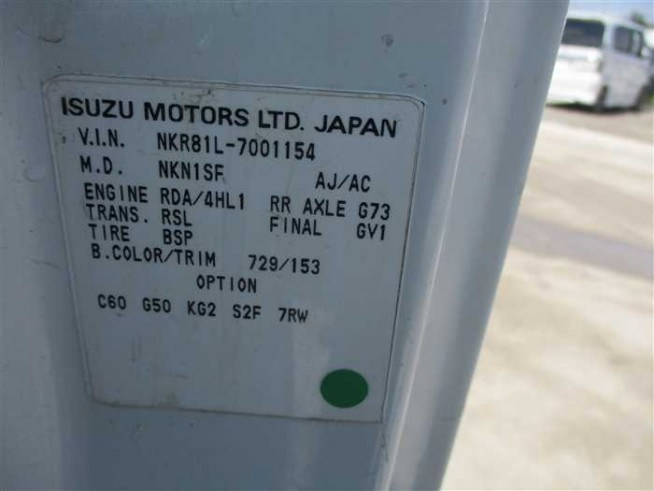 ISUZU MOTORS LTD. JAPAN
V.I.N. NKR81L-7001154
M.D. NKN1SF AJ/AC
ENGINE RDA/4HL1 RR AXLE G73
TRANS. RSL FINAL GV1
TIRE BSP
B.COLOR/TRIM 729/153
OPTION
C60 G50 KG2 S2F 7RW